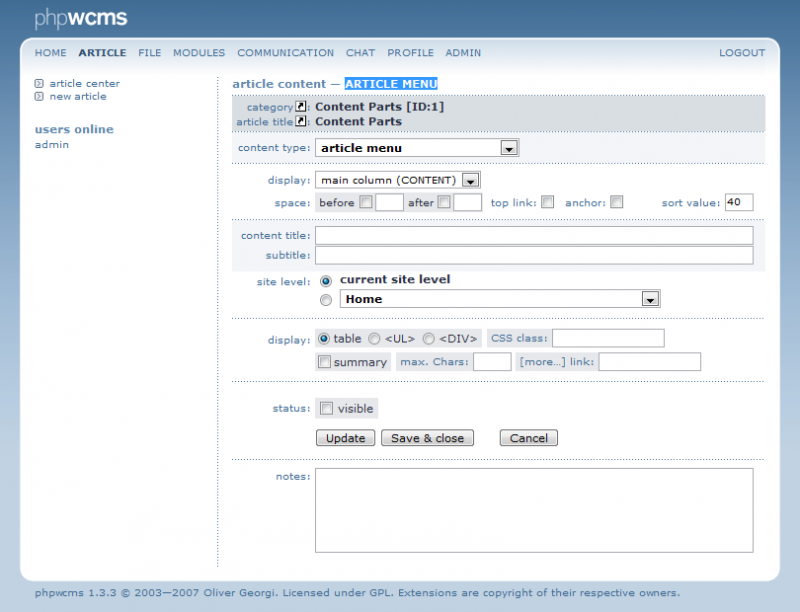 phpwcms
HOME ARTICLE FILE MODULES COMMUNICATION CHAT PROFILE ADMIN LOGOUT
article center
new article
users online
admin
article content — ARTICLE MENU
category : Content Parts [ID:1]
article title : Content Parts
content type: article menu
display: main column (CONTENT)
space: before after top link: anchor: sort value: 40
content title:
subtitle:
site level: current site level
Home
display: table <UL> <DIV> CSS class:
summary max. Chars: [more...] link:
status: visible
Update Save & close Cancel
notes:
phpwcms 1.3.3 © 2003—2007 Oliver Georgi. Licensed under GPL. Extensions are copyright of their respective owners.